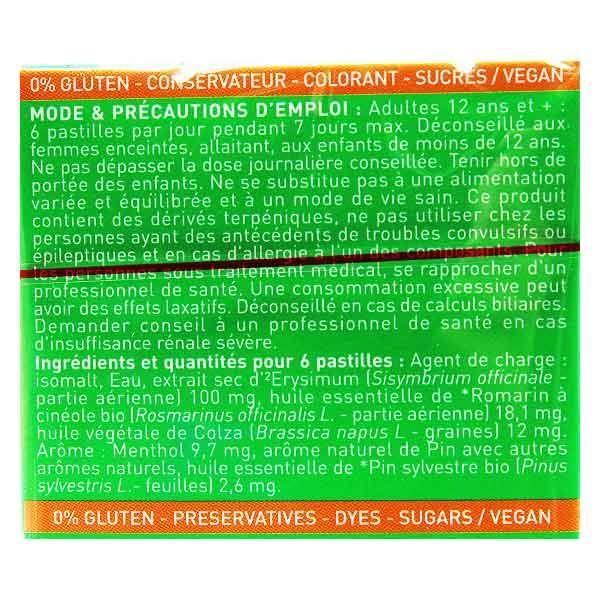 0% GLUTEN - CONSERVATEUR - COLORANT - SUCRES / VEGAN
MODE & PRÉCAUTIONS D'EMPLOI : Adultes 12 ans et + :
6 pastilles par jour pendant 7 jours max. Déconseillé aux
femmes enceintes, allaitant, aux enfants de moins de 12 ans.
Ne pas dépasser la dose journalière conseillée. Tenir hors de
portée des enfants. Ne se substitue pas à une alimentation
variée et équilibrée et à un mode de vie sain. Ce produit
contient des dérivés terpéniques, ne pas utiliser chez les
personnes ayant des antécédents de troubles convulsifs ou
épileptiques et en cas d'allergie à l'un des composants. Pour
les personnes sous traitement médical, se rapprocher d'un
professionnel de santé. Une consommation excessive peut
avoir des effets laxatifs. Déconseillé en cas de calculs biliaires.
Demander conseil à un professionnel de santé en cas
d'insuffisance rénale sévère.
Ingrédients et quantités pour 6 pastilles : Agent de charge :
isomalt, Eau, extrait sec d'²Erysimum (Sisymbrium officinale -
partie aérienne) 100 mg, huile essentielle de *Romarin à
cinéole bio (Rosmarinus officinalis L. - partie aérienne) 18,1 mg,
huile végétale de Colza (Brassica napus L - graines) 12 mg.
Arôme : Menthol 9,7 mg, arôme naturel de Pin avec autres
arômes naturels, huile essentielle de *Pin sylvestre bio (Pinus
sylvestris L.- feuilles) 2,6 mg.
0% GLUTEN - PRESERVATIVES - DYES - SUGARS / VEGAN